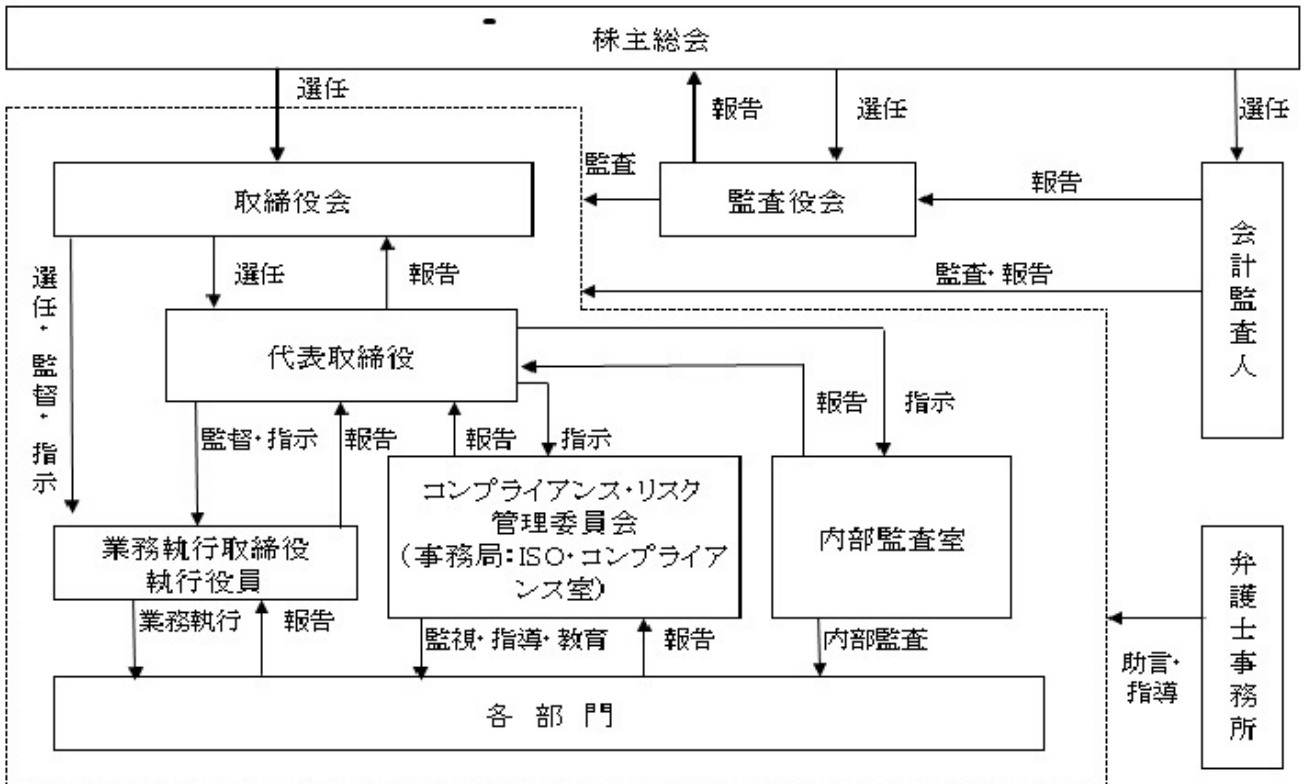 株主総会
選任
報告
選任
選任
監査
取締役会
監査役会
報告
会計監査人
選任・監督・指示
選任
報告
監査・報告
代表取締役
報告
指示
監督・指示
報告
報告
指示
業務執行取締役
執行役員
コンプライアンス・リスク
管理委員会
（事務局：ISO・コンプライア
ンス室）
内部監査室
弁護士事務所
業務執行
報告
監視・指導・教育
報告
内部監査
助言・
指導
各部門